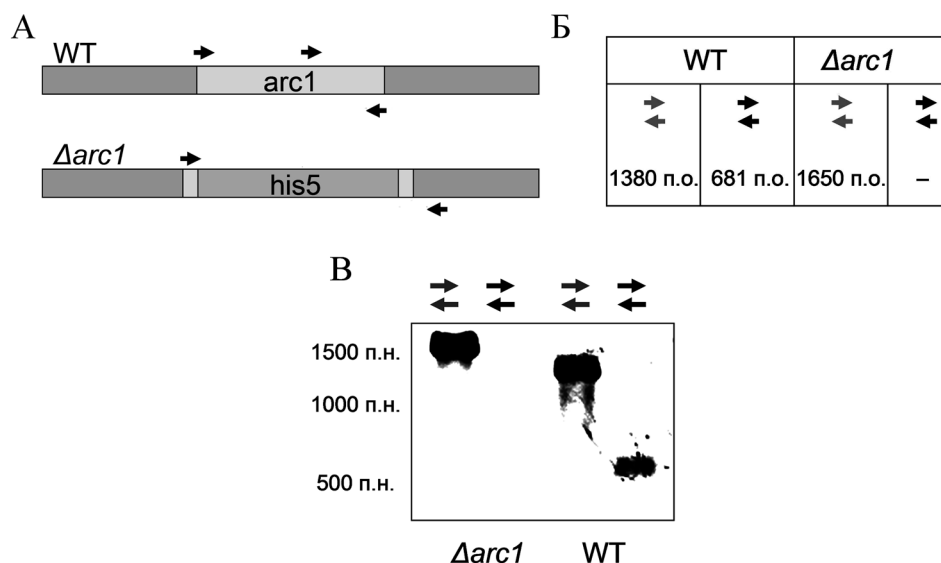 А
WT
arc1
Δarc1
his5
Б
WT Δarc1
1380 п.о. 681 п.о. 1650 п.о. –
В
1500 п.н.
1000 п.н.
500 п.н.
Δarc1 WT